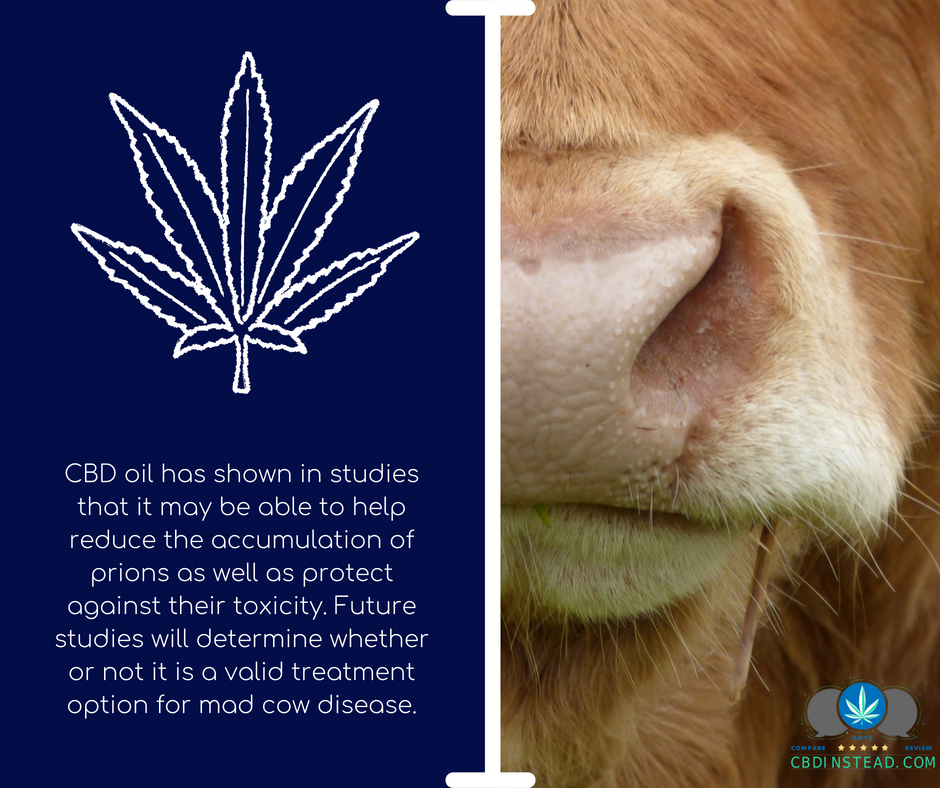 CBD oil has shown in studies
that it may be able to help
reduce the accumulation of
prions as well as protect
against their toxicity. Future
studies will determine whether
or not it is a valid treatment
option for mad cow disease.
RATE
COMPARE
REVIEW
CBDINSTEAD.COM